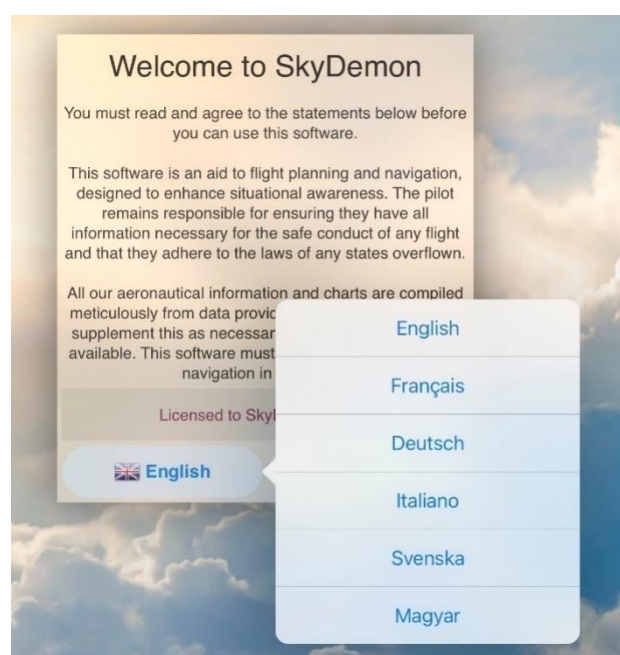 Welcome to SkyDemon
You must read and agree to the statements below before
you can use this software.
This software is an aid to flight planning and navigation,
designed to enhance situational awareness. The pilot
remains responsible for ensuring they have all
information necessary for the safe conduct of any flight
and that they adhere to the laws of any states overflown.
All our aeronautical information and charts are compiled
meticulously from data
supplement this as
available. This software must
navigation in
Licensed to
English
English
Français
Deutsch
Italiano
Svenska
Magyar